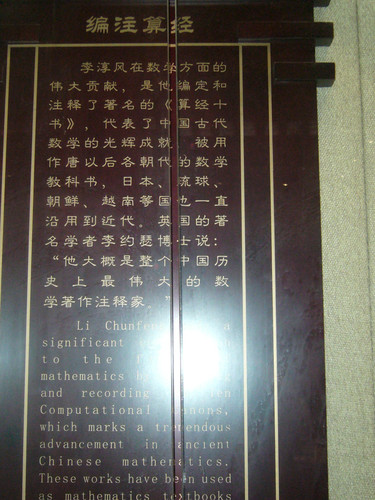 编注算经
李淳风在数学方面的
伟大贡献，是他编定和
注释了著名的《算经十
书》，代表了中国古代
数学的光辉成就，被用
作唐以后各朝代的数学
教科书，日本、琉球、
朝鲜、越南等国也一直
沿用到近代。英国的著
名学者李约瑟博士说：
“他大概是整个中国历
史上最伟大的数
学著作注释家。”
Li a
significant
to the
mathematics
and recording
Computational
which marks a tremendous
advancement in ancient
Chinese mathematics.
These works have been used
as mathematics textbooks